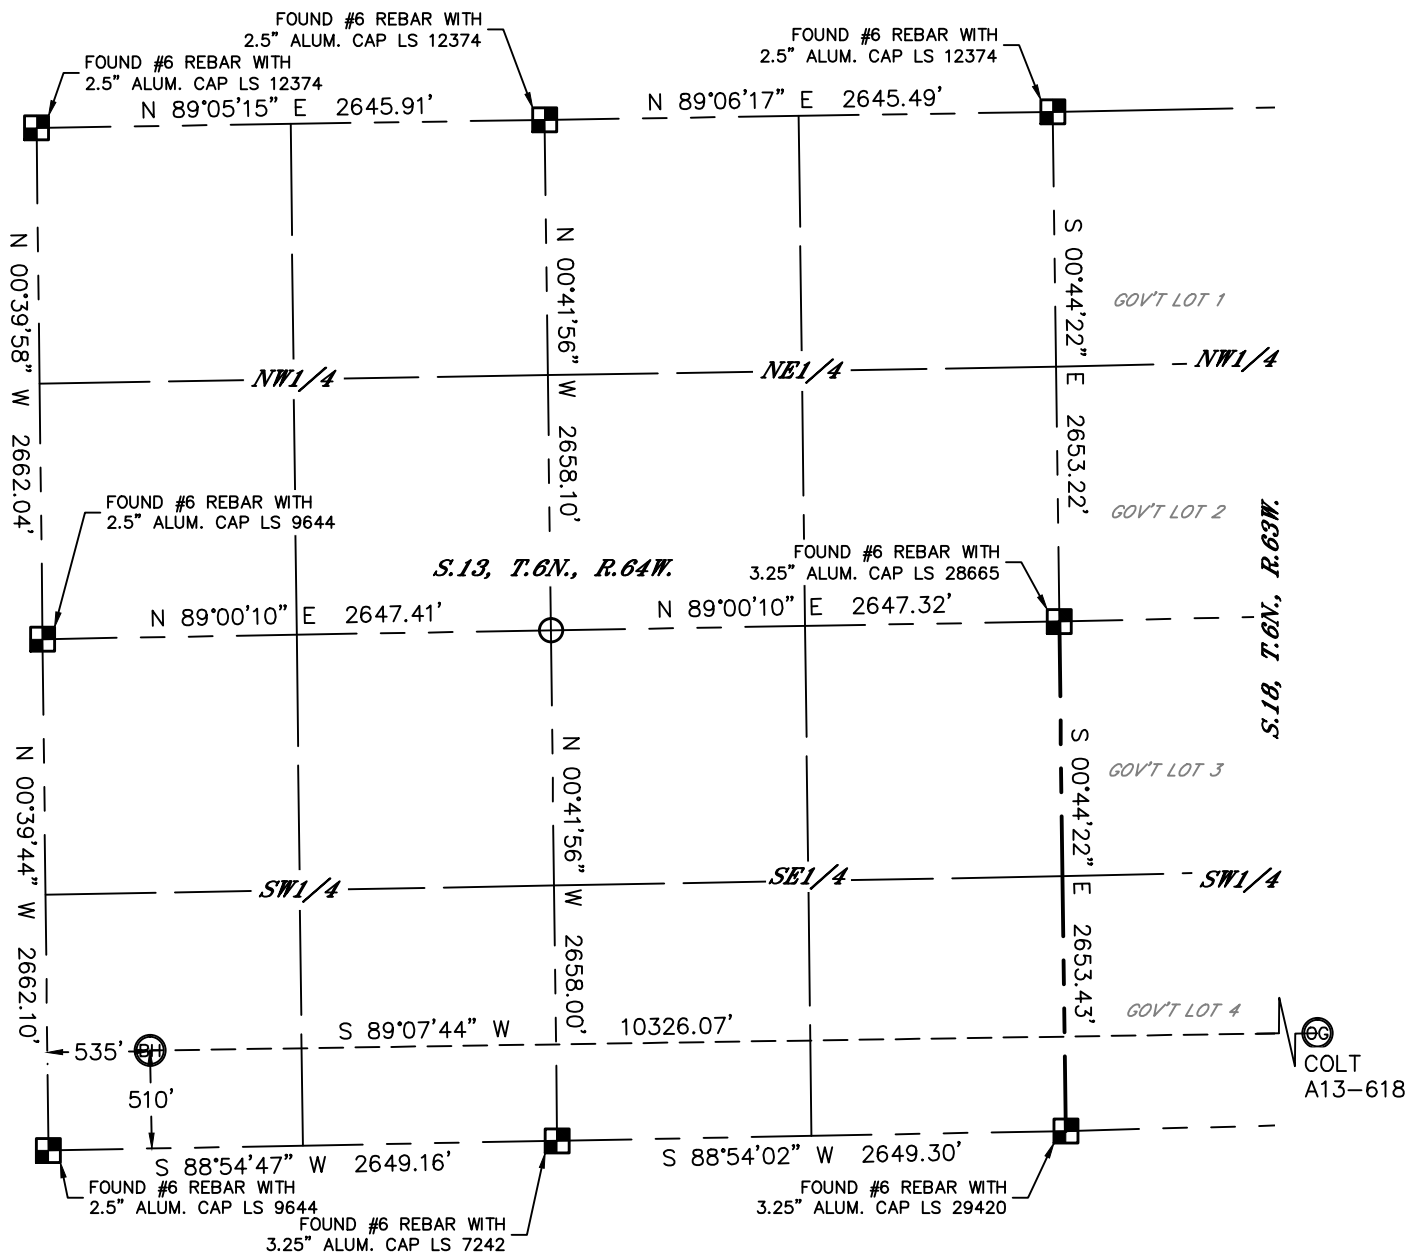 FOUND #6 REBAR WITH
2.5" ALUM. CAP LS 12374
FOUND #6 REBAR WITH
2.5" ALUM. CAP LS 12374
FOUND #6 REBAR WITH
2.5" ALUM. CAP LS 12374
N 89°05'15" E 2645.91'
N 89°06'17" E 2645.49'
N 00°39'58" W 2662.04'
N 00°41'56" W 2658.10'
S 00°44'22" E 2653.22'
GOV'T LOT 1
NW1/4
NE1/4
NW1/4
FOUND #6 REBAR WITH
2.5" ALUM. CAP LS 9644
GOV'T LOT 2
S.13, T.6N., R.64W.
FOUND #6 REBAR WITH
3.25" ALUM. CAP LS 28665
S.18, T.6N., R.63W.
N 89°00'10" E 2647.41'
N 89°00'10" E 2647.32'
N 00°39'44" W 2662.10'
N 00°41'56" W 2658.00'
S 00°44'22" E 2653.43'
GOV'T LOT 3
SW1/4
SE1/4
SW1/4
GOV'T LOT 4
S 89°07'44" W 10326.07'
535'
BH
OG
COLT
A13-618
510'
S 88°54'47" W 2649.16'
S 88°54'02" W 2649.30'
FOUND #6 REBAR WITH
2.5" ALUM. CAP LS 9644
FOUND #6 REBAR WITH
3.25" ALUM. CAP LS 7242
FOUND #6 REBAR WITH
3.25" ALUM. CAP LS 29420